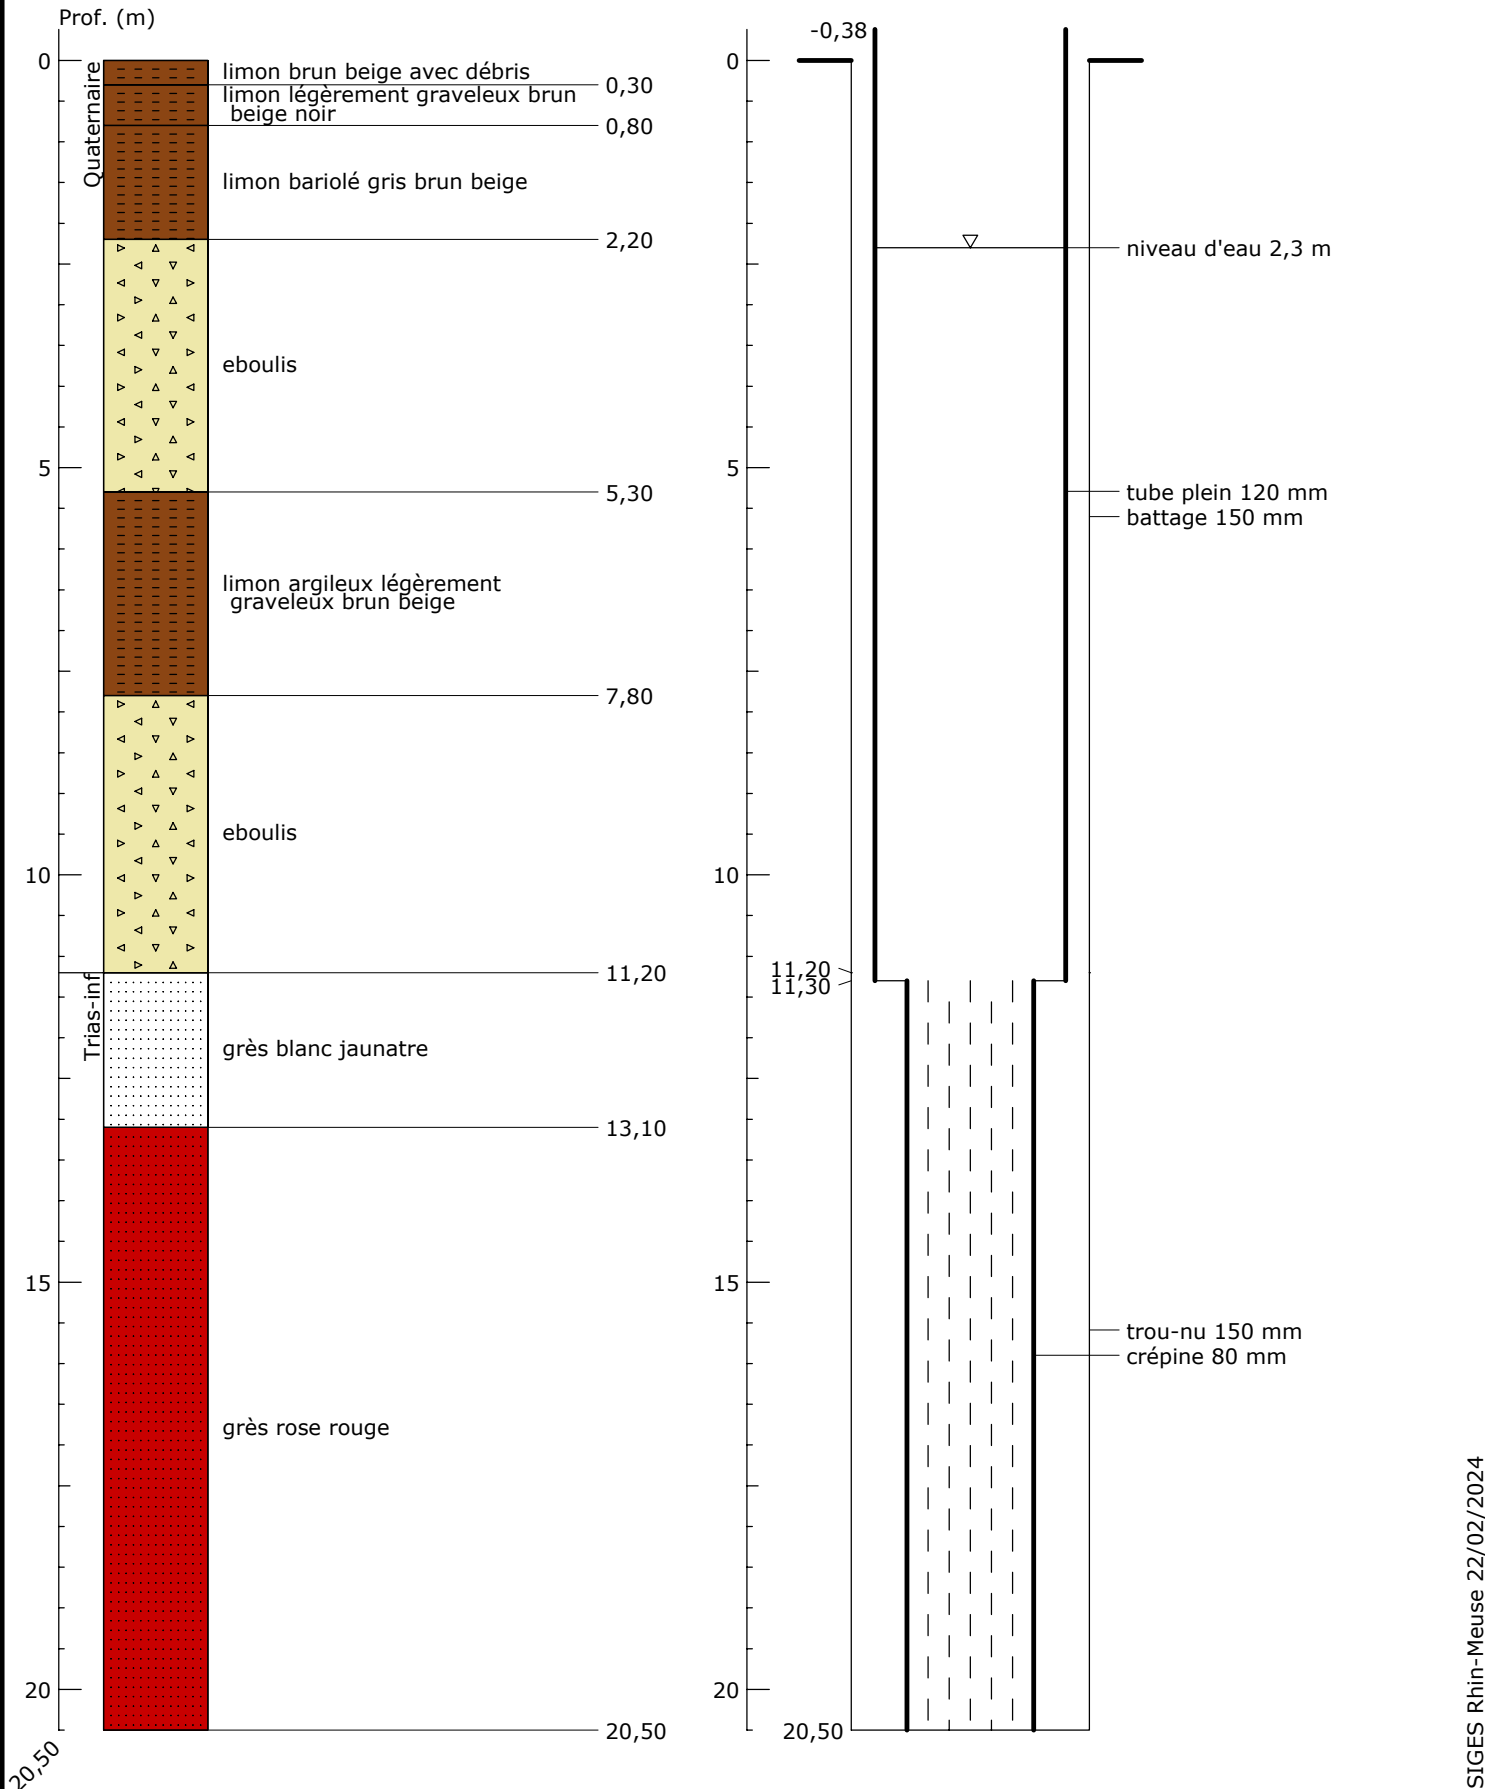 Prof. (m)
0
5
10
15
20
20,50
Quaternaire
Trias-inf
limon brun beige avec débris
0,30
limon légèrement graveleux brun
beige noir
0,80
limon bariolé gris brun beige
2,20
eboulis
5,30
limon argileux légèrement
graveleux brun beige
7,80
eboulis
11,20
grès blanc jaunatre
13,10
grès rose rouge
20,50
-0,38
0
5
10
11,20
11,30
15
20
20,50
niveau d'eau 2,3 m
tube plein 120 mm
battage 150 mm
trou-nu 150 mm
crépine 80 mm
SIGES Rhin-Meuse 22/02/2024